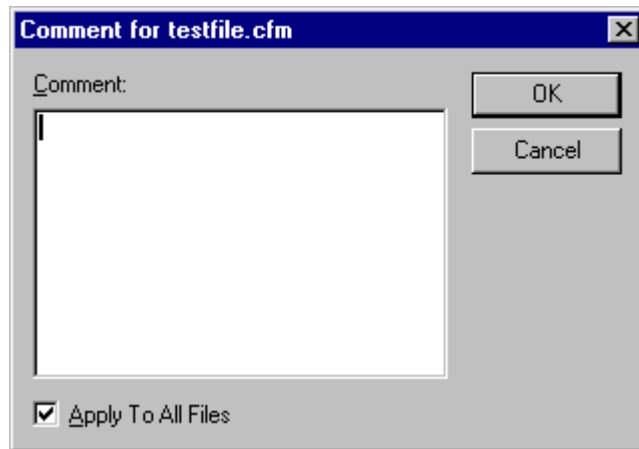 Comment for testfile.cfm
Comment:
OK
Cancel
Apply To All Files